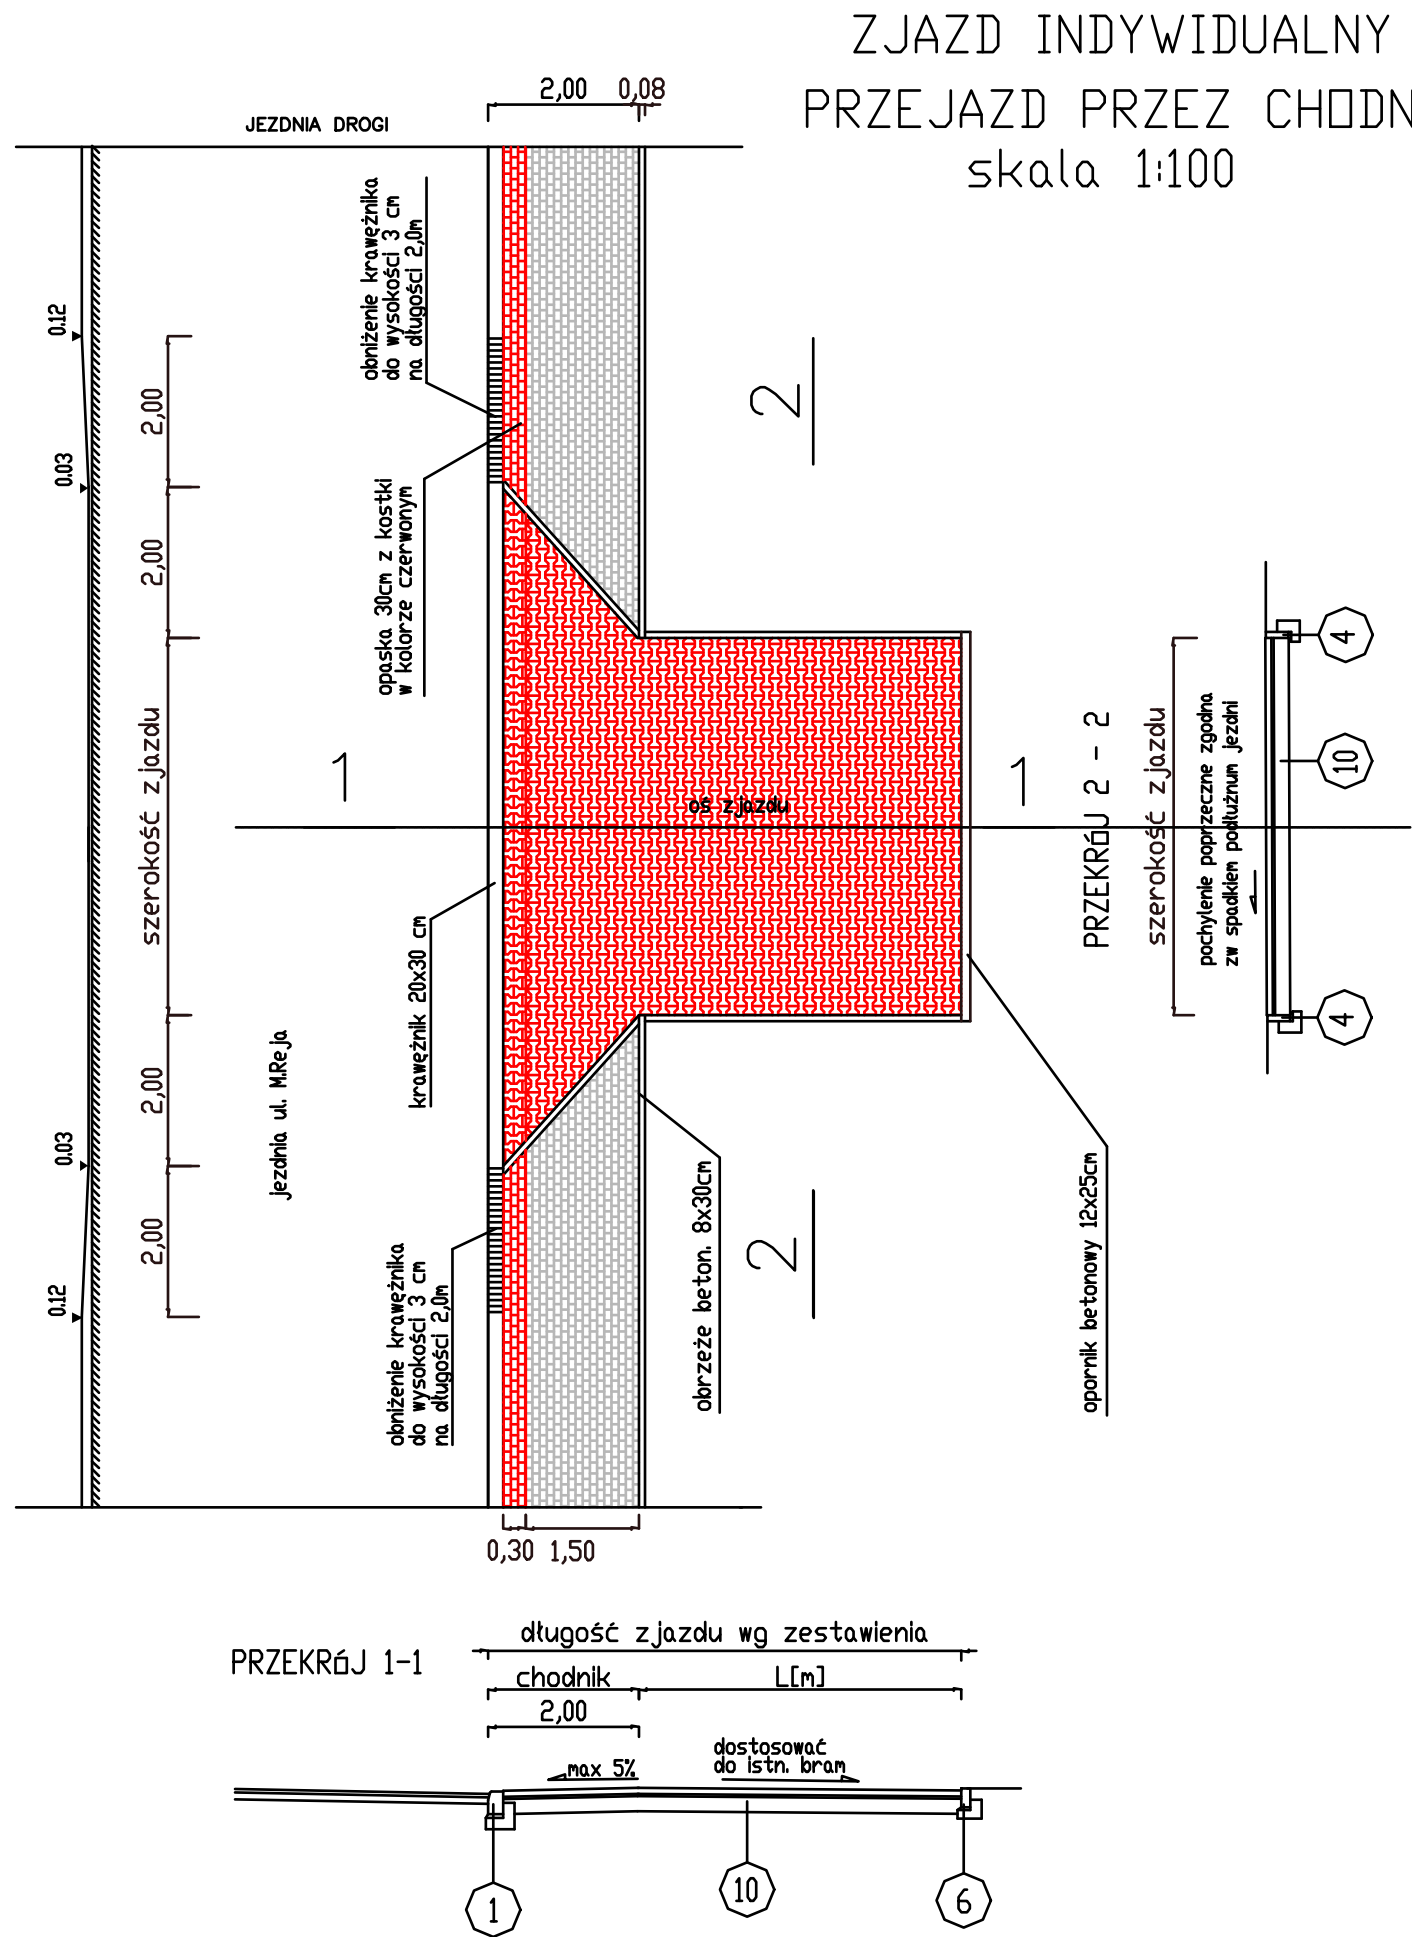 ZJAZD INDYWIDUALNY
PRZEJAZD PRZEZ CHODN
skala 1:100
2,00
0,08
JEZDNIA DROGI
obniżenie krawężnika
do wysokości 3 cm
na długości 2,0m
0.12
2,00
0.03
2,00
opaska 30cm z kostki
w kolorze czerwonym
2
szerokość zjazdu
1
oś zjazdu
1
krawężnik 20x30 cm
jezdnia ul. M.Reja
2,00
0.03
2,00
0.12
obniżenie krawężnika
do wysokości 3 cm
na długości 2,0m
obrzeże beton. 8x30cm
2
opornik betonowy 12x25cm
PRZEKRój 2 - 2
szerokość zjazdu
pochylenie poprzeczne zgodna
zw spadkiem podłużnum jezdni
4
10
4
0,30
1,50
PRZEKRój 1-1
długość zjazdu wg zestawienia
chodnik
L[m]
2,00
max 5%
dostosować
do istn. bram
1
10
6